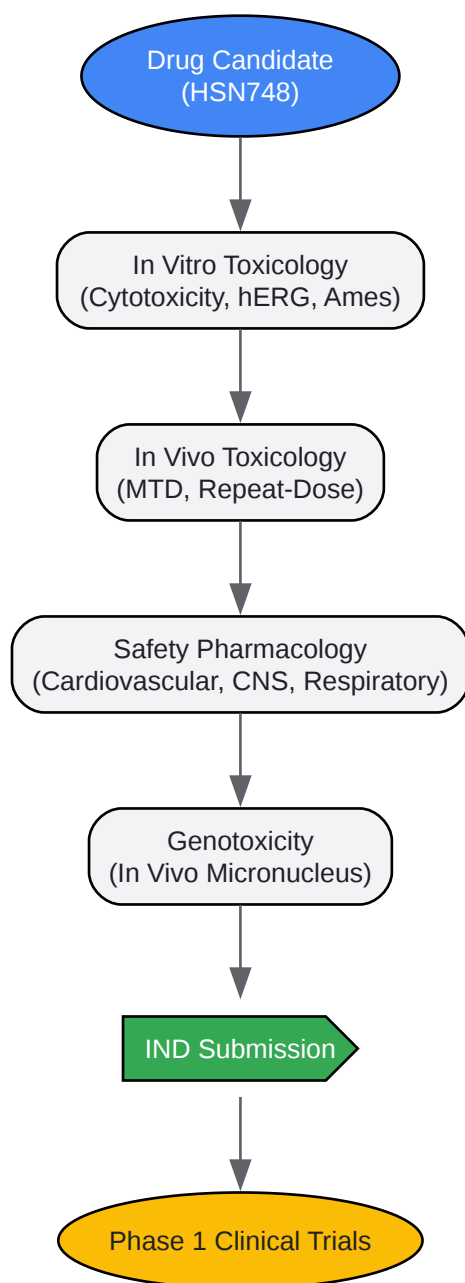 Drug Candidate
(HSN748)
In Vitro Toxicology
(Cytotoxicity, hERG, Ames)
In Vivo Toxicology
(MTD, Repeat-Dose)
Safety Pharmacology
(Cardiovascular, CNS, Respiratory)
Genotoxicity
(In Vivo Micronucleus)
IND Submission
Phase 1 Clinical Trials